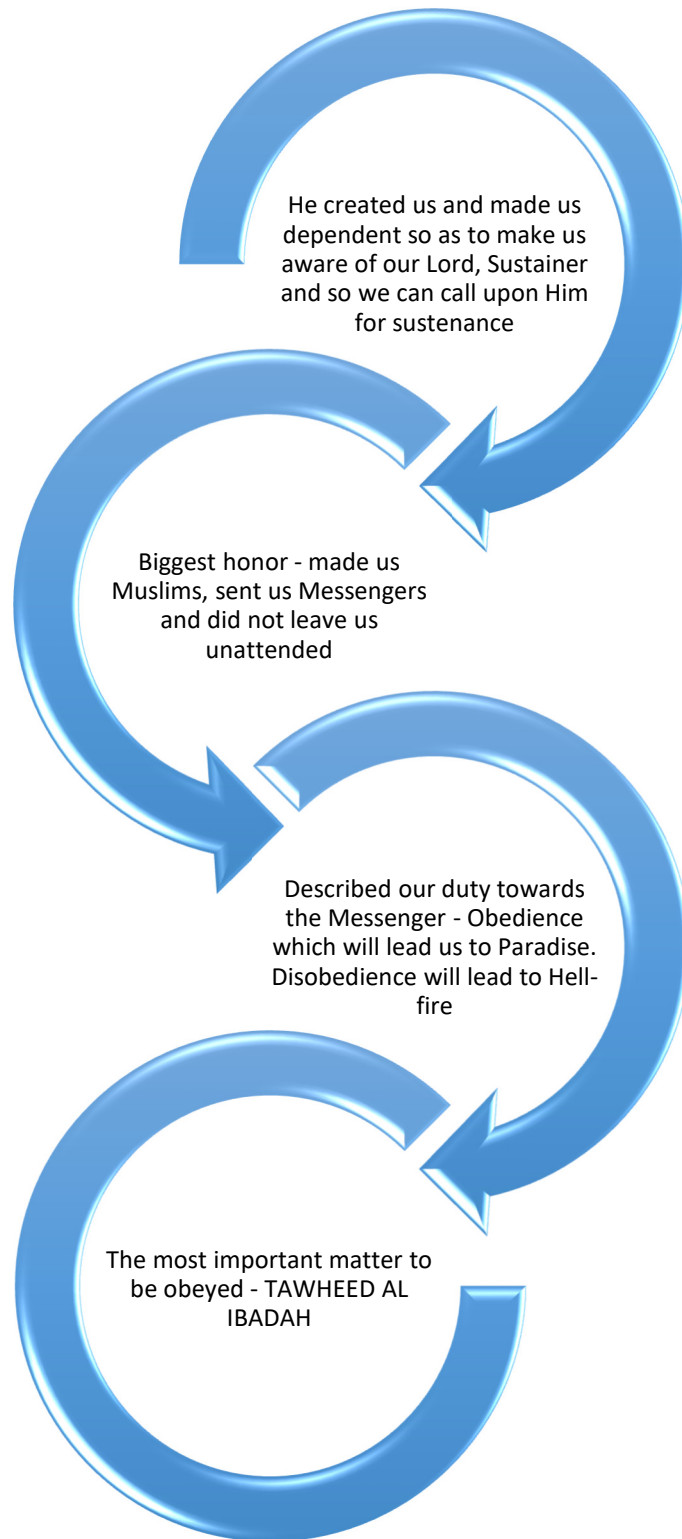 He created us and made us
dependent so as to make us
aware of our Lord, Sustainer
and so we can call upon Him
for sustenance
Biggest honor - made us
Muslims, sent us Messengers
and did not leave us
unattended
Described our duty towards
the Messenger - Obedience
which will lead us to Paradise.
Disobedience will lead to Hell-
fire
The most important matter to
be obeyed - TAWHEED AL
IBADAH